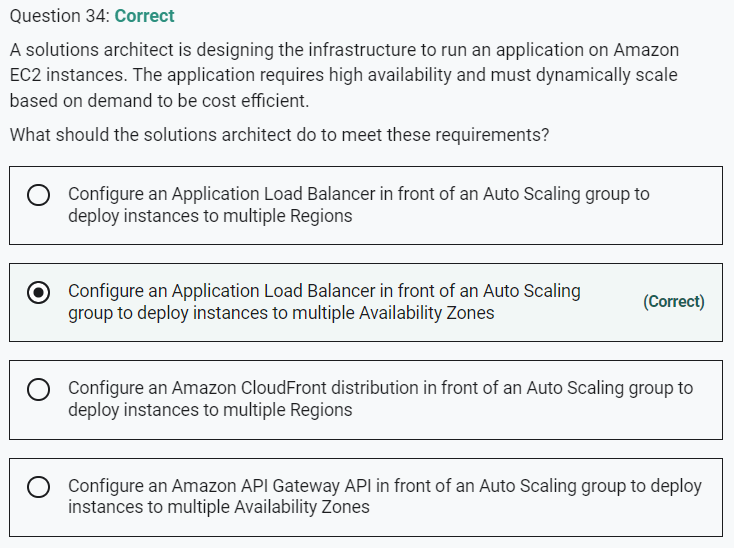 Question 34: Correct
A solutions architect is designing the infrastructure to run an application on Amazon
EC2 instances. The application requires high availability and must dynamically scale
based on demand to be cost efficient.
What should the solutions architect do to meet these requirements?
Configure an Application Load Balancer in front of an Auto Scaling group to
deploy instances to multiple Regions
Configure an Application Load Balancer in front of an Auto Scaling
group to deploy instances to multiple Availability Zones
(Correct)
Configure an Amazon CloudFront distribution in front of an Auto Scaling group to
deploy instances to multiple Regions
Configure an Amazon API Gateway API in front of an Auto Scaling group to deploy
instances to multiple Availability Zones